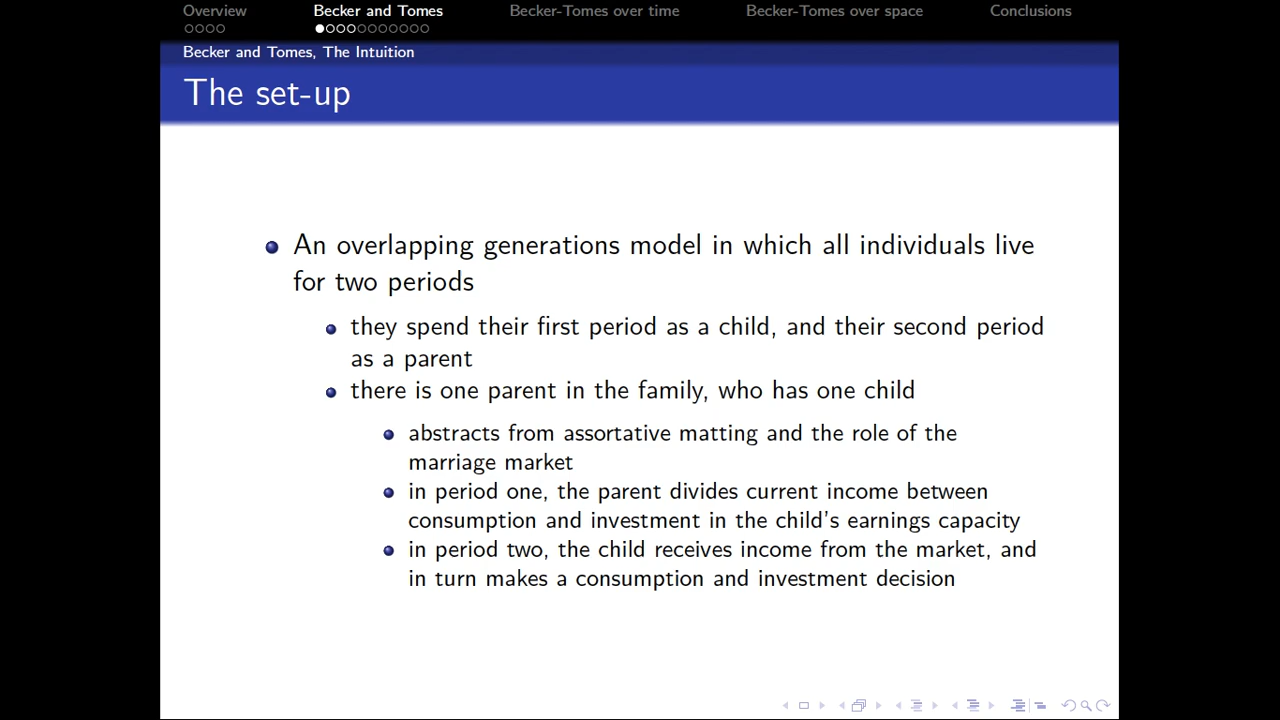 Overview Becker and Tomes Becker-Tomes over time Becker-Tomes over space Conclusions
Becker and Tomes, The Intuition
The set-up
An overlapping generations model in which all individuals live
for two periods
they spend their first period as a child, and their second period
as a parent
there is one parent in the family, who has one child
abstracts from assortative matting and the role of the
marriage market
in period one, the parent divides current income between
consumption and investment in the child's earnings capacity
in period two, the child receives income from the market, and
in turn makes a consumption and investment decision